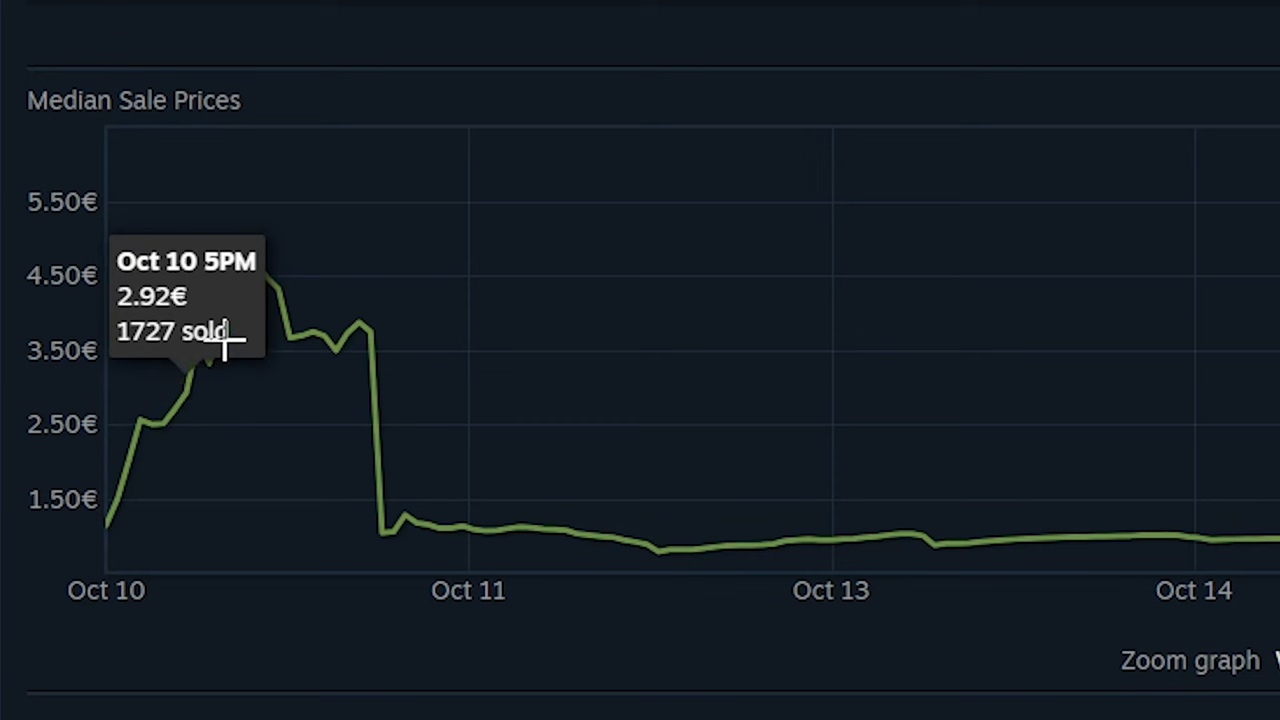 Median Sale Prices
5.50€
4.50€
3.50€
2.50€
1.50€
Oct 10 5PM
2.92€
1727 sold
Oct 10
Oct 11
Oct 13
Oct 14
Zoom graph